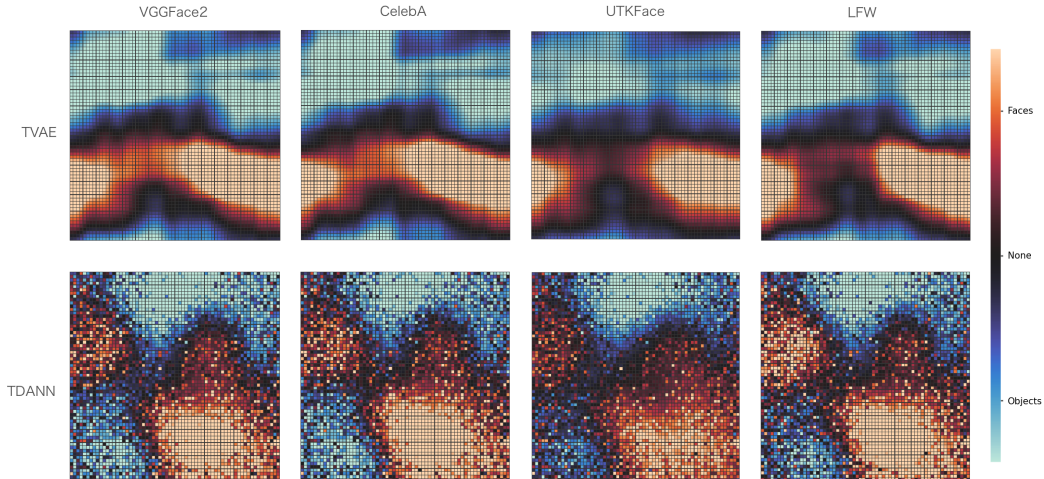 VGGFace2
CelebA
UTKFace
LFW
TVAE
Faces
None
Objects
TDANN